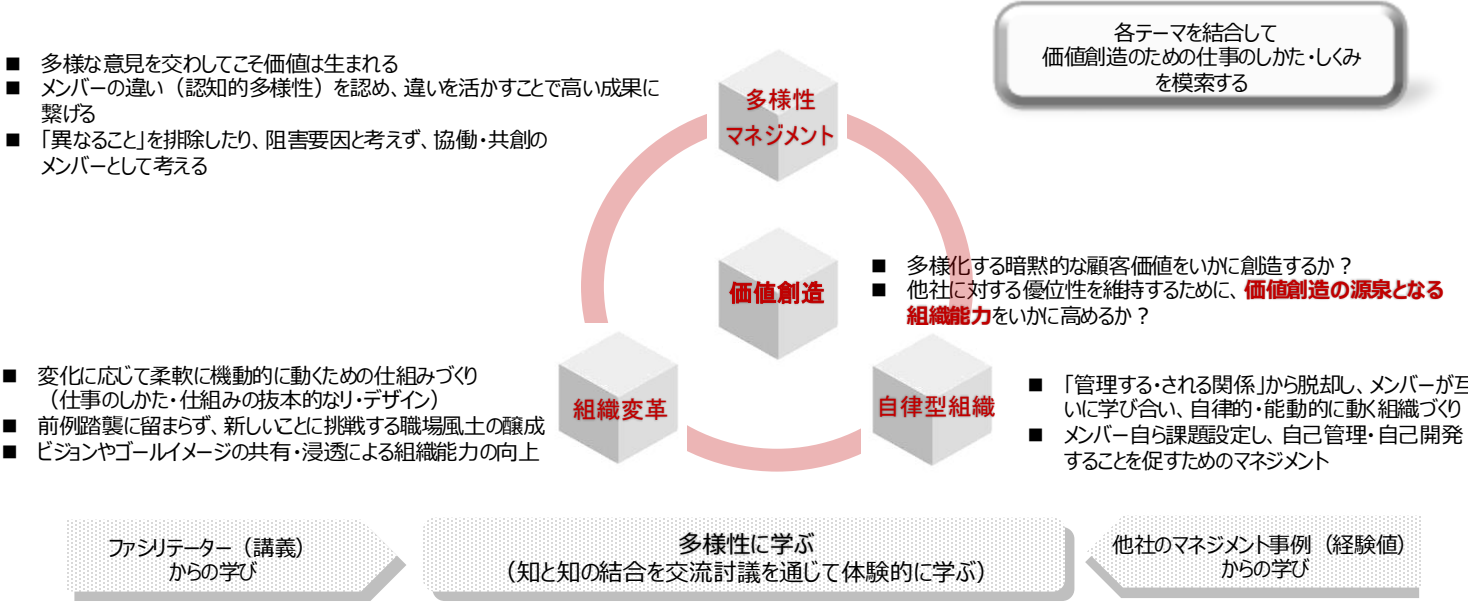 各テーマを結合して
価値創造のための仕事のしかた・しくみ
を模索する
■ 多様な意見を交わしてこそ価値は生まれる
■ メンバーの違い（認知的多様性）を認め、違いを活かすことで高い成果に
繋げる
■ 「異なること」を排除したり、阻害要因と考えず、協働・共創の
メンバーとして考える
多様性
マネジメント
価値創造
■ 多様化する暗黙的な顧客価値をいかに創造するか？
■ 他社に対する優位性を維持するために、価値創造の源泉となる
組織能力をいかに高めるか？
■ 変化に応じて柔軟に機動的に動くための仕組みづくり
（仕事のしかた・仕組みの抜本的なリ・デザイン）
■ 前例踏襲に留まらず、新しいことに挑戦する職場風土の醸成
■ ビジョンやゴールイメージの共有・浸透による組織能力の向上
組織変革
自律型組織
■ 「管理する・される関係」から脱却し、メンバーが互
いに学び合い、自律的・能動的に動く組織づくり
■ メンバー自ら課題設定し、自己管理・自己開発
することを促すためのマネジメント
ファシリテーター（講義）
からの学び
多様性に学ぶ
（知と知の結合を交流討議を通じて体験的に学ぶ）
他社のマネジメント事例（経験値）
からの学び